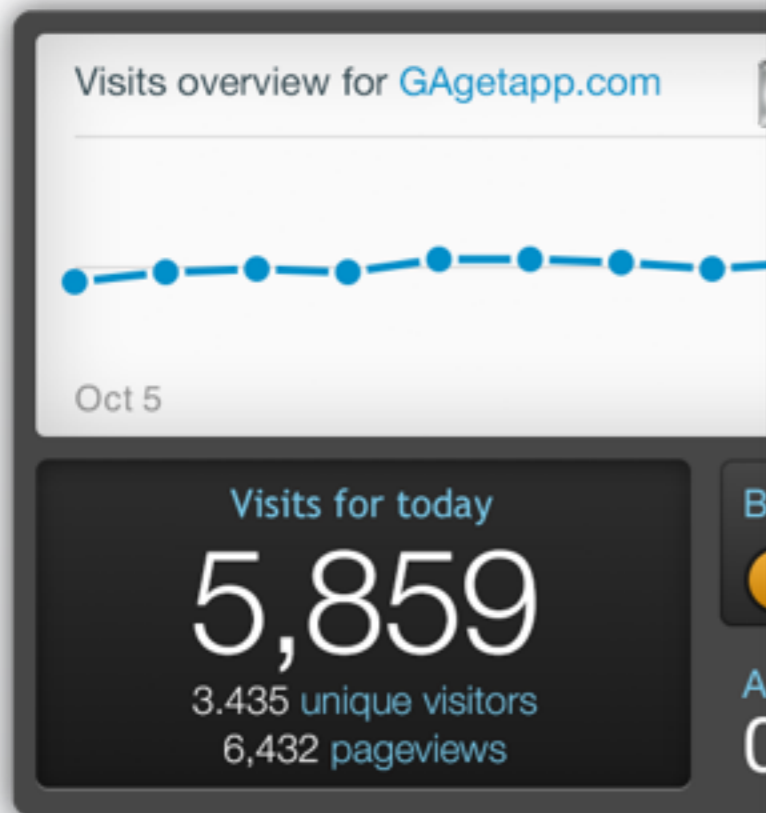 Visits overview for GAgetapp.com
Oct 5
Visits for today
5,859
3.435 unique visitors
6,432 pageviews
B
A